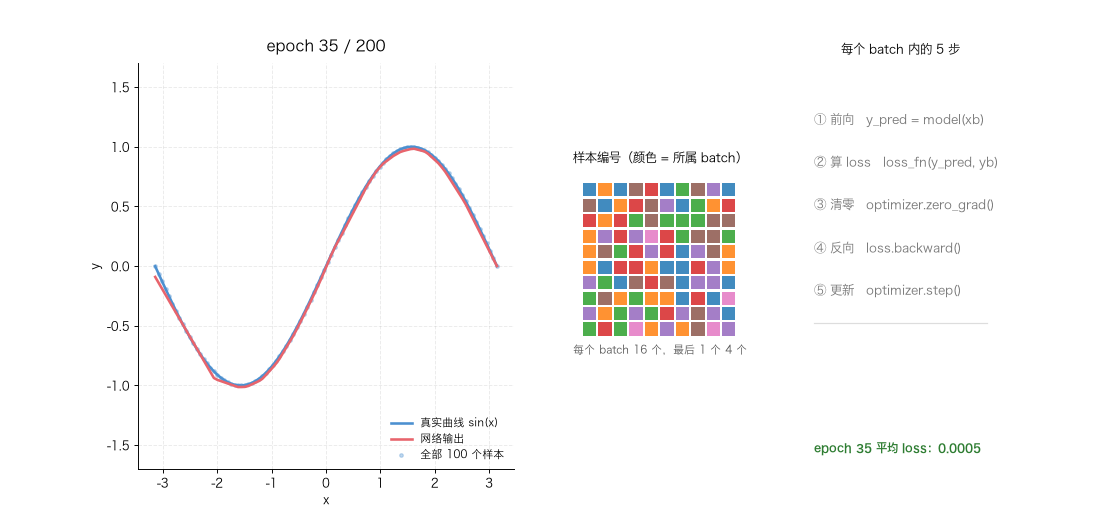 epoch 35 / 200
1.5
1.0
0.5
0.0
-0.5
-1.0
-1.5
y
-3
-2
-1
0
1
2
3
x
真实曲线 sin(x)
网络输出
全部 100 个样本
样本编号（颜色 = 所属 batch）
每个 batch 16 个，最后 1 个 4 个
每个 batch 内的 5 步
① 前向 y_pred = model(xb)
② 算 loss loss_fn(y_pred, yb)
③ 清零 optimizer.zero_grad()
④ 反向 loss.backward()
⑤ 更新 optimizer.step()
epoch 35 平均 loss：0.0005